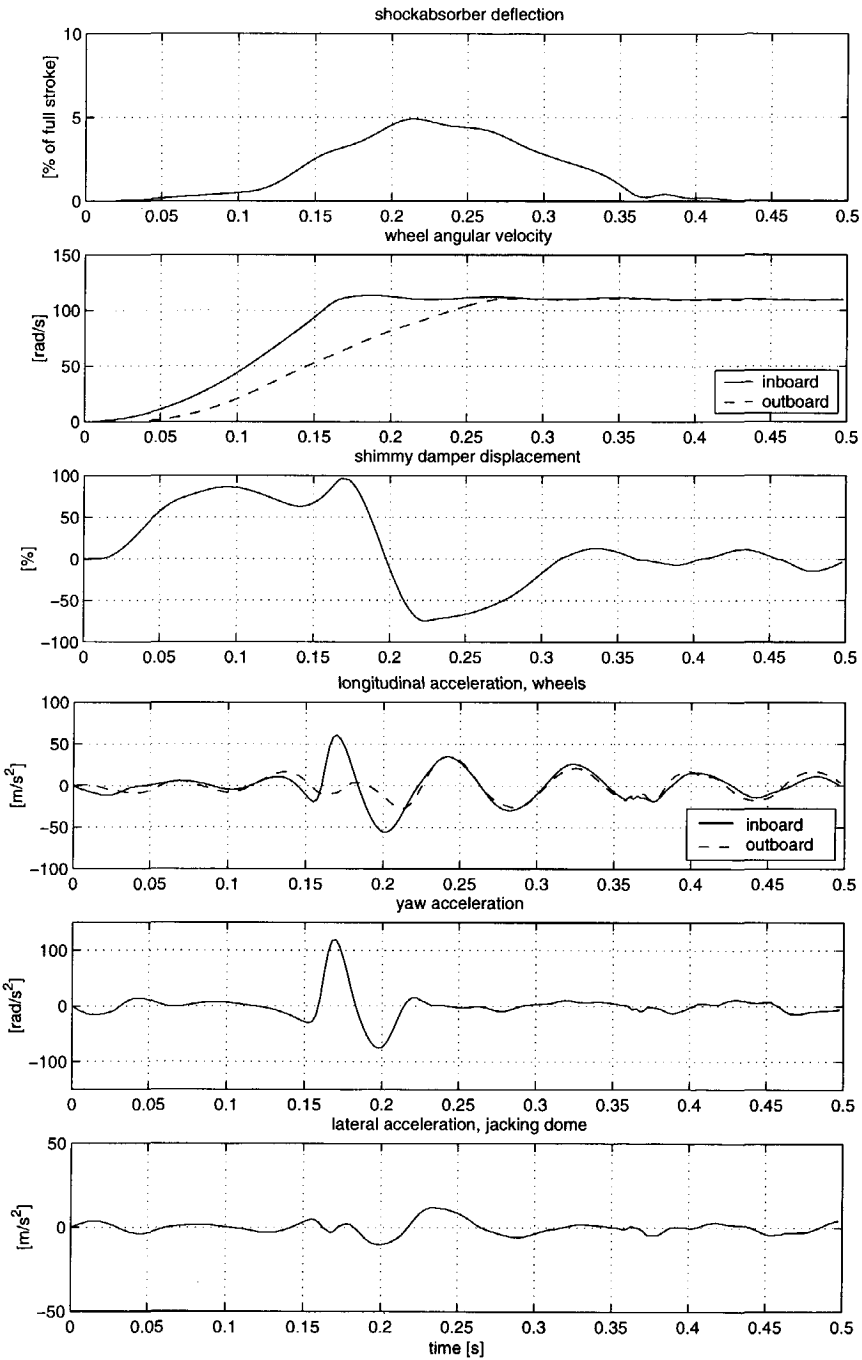 shockabsorber deflection
10
5
0
[% of full stroke]
0 0.05 0.1 0.15 0.2 0.25 0.3 0.35 0.4 0.45 0.5
wheel angular velocity
150
100
50
0
[rad/s]
inboard
outboard
0 0.05 0.1 0.15 0.2 0.25 0.3 0.35 0.4 0.45 0.5
shimmy damper displacement
100
50
0
−50
−100
[%]
0 0.05 0.1 0.15 0.2 0.25 0.3 0.35 0.4 0.45 0.5
longitudinal acceleration, wheels
100
50
0
−50
−100
[m/s²]
inboard
outboard
0 0.05 0.1 0.15 0.2 0.25 0.3 0.35 0.4 0.45 0.5
yaw acceleration
100
0
−100
[rad/s²]
0 0.05 0.1 0.15 0.2 0.25 0.3 0.35 0.4 0.45 0.5
lateral acceleration, jacking dome
50
0
−50
[m/s²]
0 0.05 0.1 0.15 0.2 0.25 0.3 0.35 0.4 0.45 0.5
time [s]